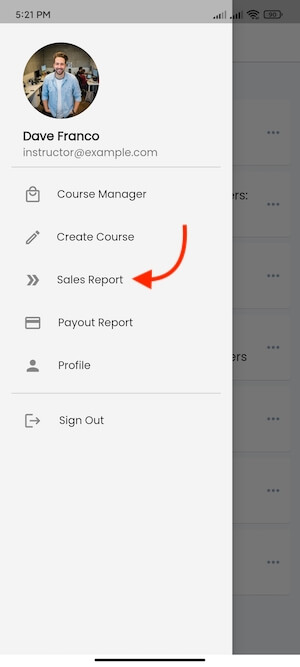 5:21 PM
99
Dave Franco
instructor@example.com
Course Manager
Create Course
Sales Report
Payout Report
Profile
Sign Out
ers:
ers